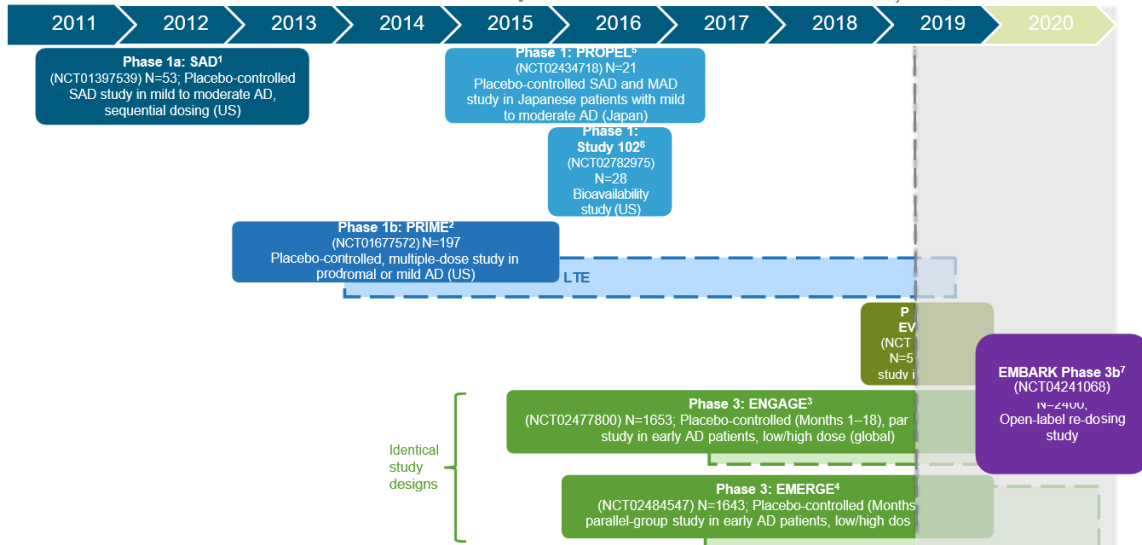 2011 2012 2013 2014 2015 2016 2017 2018 2019 2020
Phase 1a: SAD¹
(NCT01397539) N=53; Placebo-controlled
SAD study in mild to moderate AD,
sequential dosing (US)
Phase 1: PROPEL⁵
(NCT02434718) N=21
Placebo-controlled SAD and MAD
study in Japanese patients with mild
to moderate AD (Japan)
Phase 1:
Study 102⁶
(NCT02782975)
N=28
Bioavailability
study (US)
Phase 1b: PRIME²
(NCT01677572) N=197
Placebo-controlled, multiple-dose study in
prodromal or mild AD (US)
LTE
P
EV
(NCT
N=5
study i
EMBARK Phase 3b⁷
(NCT04241068)
N=2400,
Open-label re-dosing
study
Phase 3: ENGAGE³
(NCT02477800) N=1653; Placebo-controlled (Months 1–18), par
study in early AD patients, low/high dose (global)
Identical
study
designs
Phase 3: EMERGE⁴
(NCT02484547) N=1643; Placebo-controlled (Months
parallel-group study in early AD patients, low/high dos